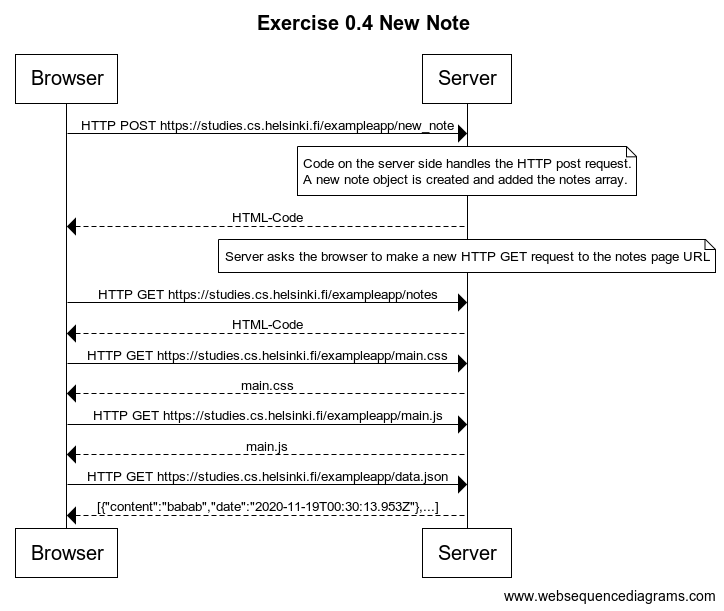 Exercise 0.4 New Note
Browser
Server
HTTP POST https://studies.cs.helsinki.fi/exampleapp/new_note
Code on the server side handles the HTTP post request.
A new note object is created and added the notes array.
HTML-Code
Server asks the browser to make a new HTTP GET request to the notes page URL
HTTP GET https://studies.cs.helsinki.fi/exampleapp/notes
HTML-Code
HTTP GET https://studies.cs.helsinki.fi/exampleapp/main.css
main.css
HTTP GET https://studies.cs.helsinki.fi/exampleapp/main.js
main.js
HTTP GET https://studies.cs.helsinki.fi/exampleapp/data.json
[{"content":"babab","date":"2020-11-19T00:30:13.953Z"},...]
Browser
Server
www.websequencediagrams.com